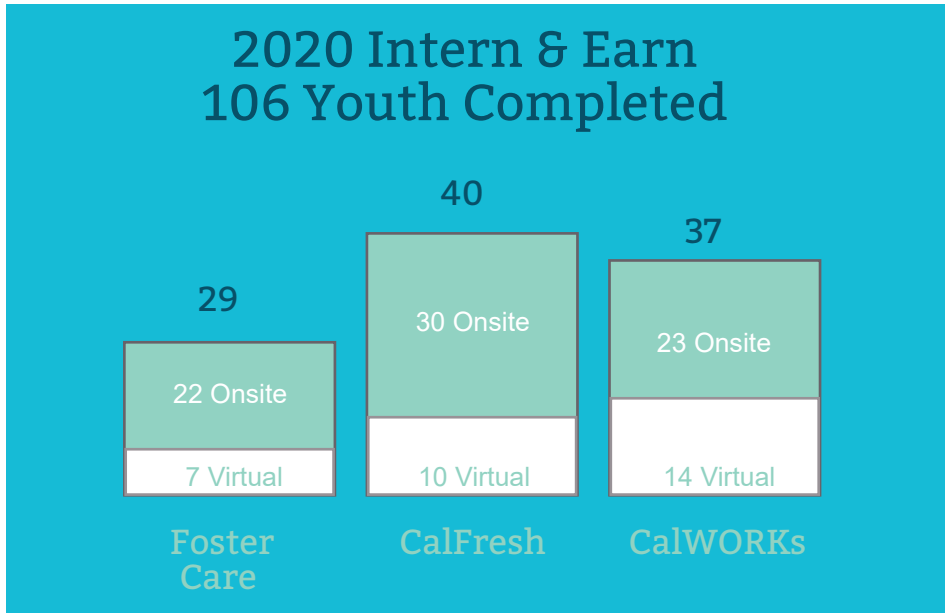 2020 Intern & Earn
106 Youth Completed
40
37
29
30 Onsite
23 Onsite
22 Onsite
7 Virtual
10 Virtual
14 Virtual
Foster
Care
CalFresh
CalWORKs